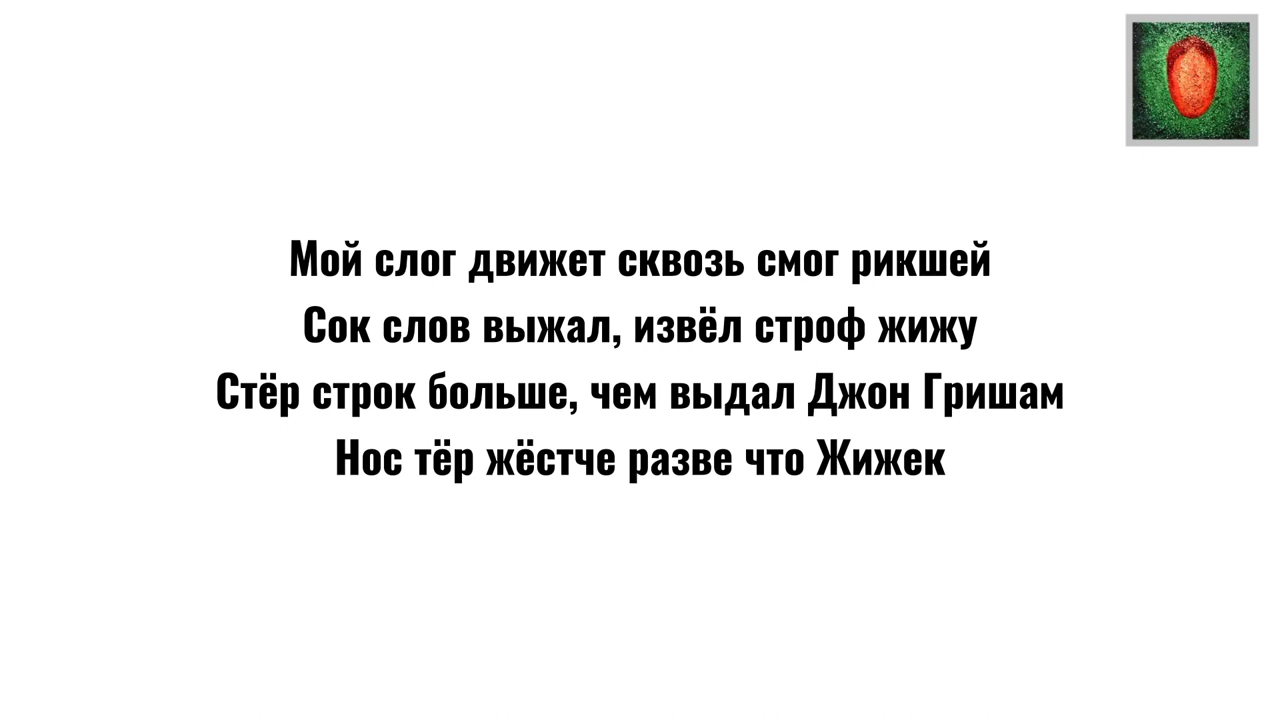 Мой слог движет сквозь смог рикшей
Сок слов выжал, извёл строф жижу
Стёр строк больше, чем выдал Джон Гришам
Нос тёр жёстче разве что Жижек